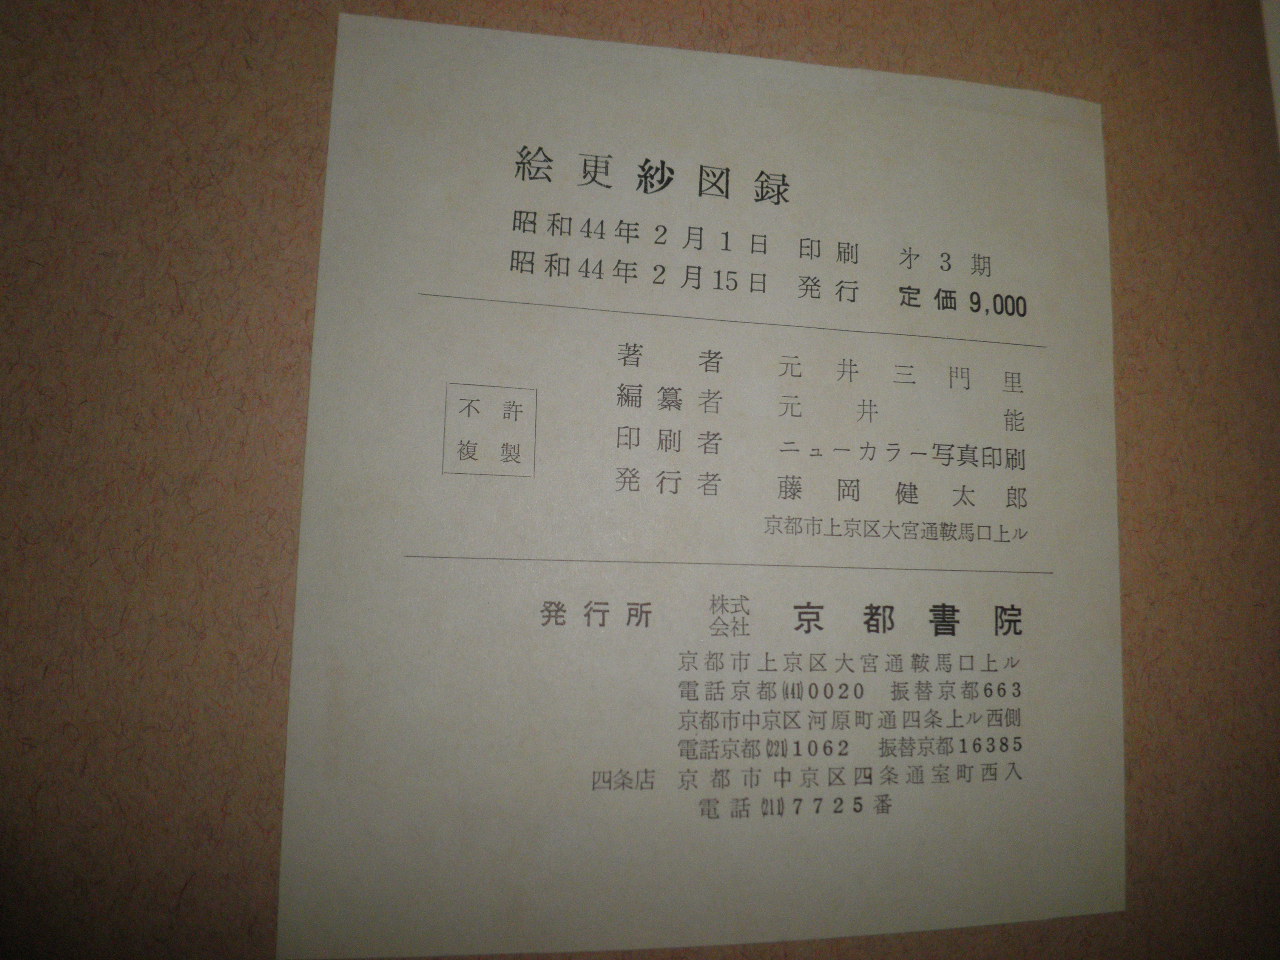 絵更紗図録
昭和44年2月1日 印刷 才3期
昭和44年2月15日 発行 定価9,000
著者 元井三門里
編纂者 元井能
印刷者 ニューカラー写真印刷
発行者 藤岡健太郎
京都市上京区大宮通鞍馬口上ル
不許
複製
発行所 株式会社 京都書院
京都市上京区大宮通鞍馬口上ル
電話京都(441)0020 振替京都663
京都市中京区河原町通四条上ル西側
電話京都(221)1062 振替京都16385
四条店 京都市中京区四条通室町西入
電話(211)7725番